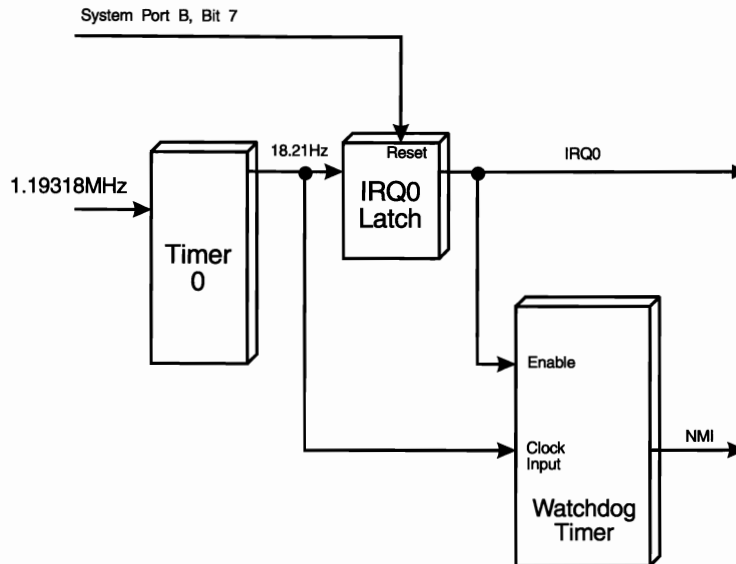 System Port B, Bit 7
18.21Hz
Reset
IRQ0
1.19318MHz
IRQ0
Latch
Timer
0
Enable
NMI
Clock
Input
Watchdog
Timer